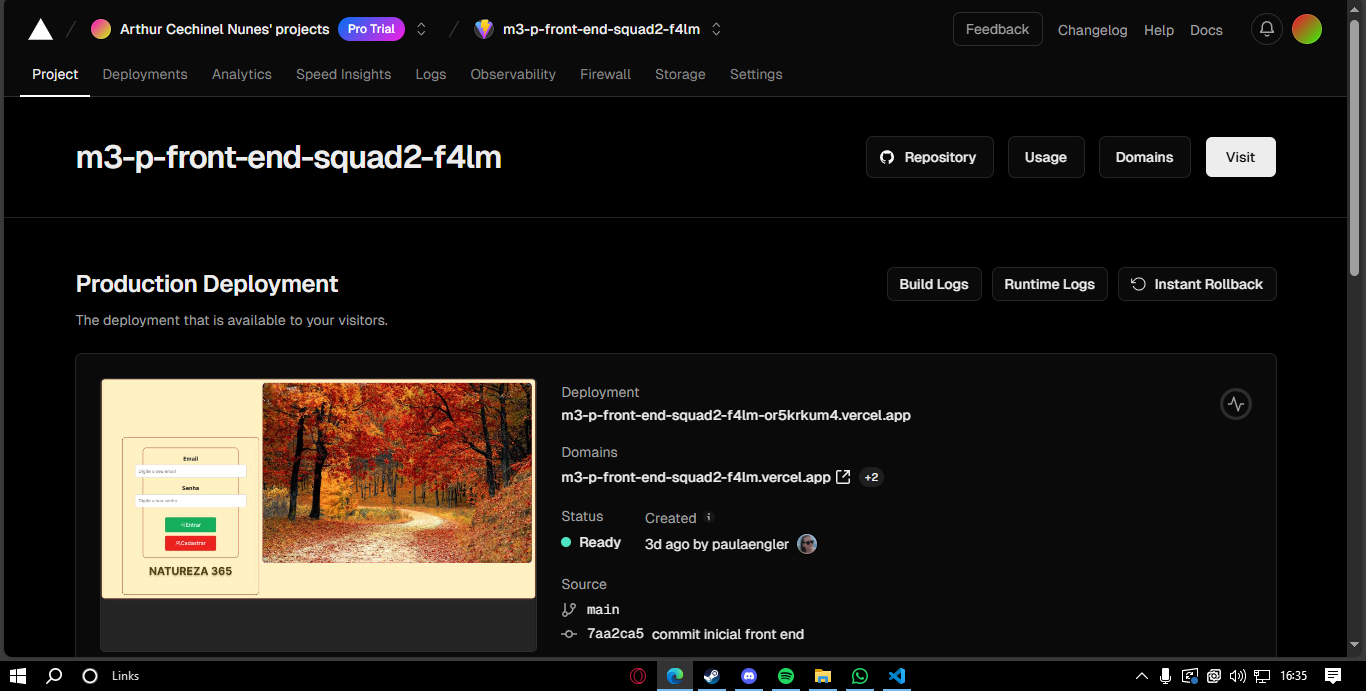 Arthur Cechinel Nunes' projects Pro Trial m3-p-front-end-squad2-f4lm Feedback Changelog Help Docs
Project Deployments Analytics Speed Insights Logs Observability Firewall Storage Settings
m3-p-front-end-squad2-f4lm Repository Usage Domains Visit
Production Deployment Build Logs Runtime Logs Instant Rollback
The deployment that is available to your visitors.
Email
Digite o seu email
Senha
Digite a sua senha
Entrar
Cadastrar
NATUREZA 365
Deployment
m3-p-front-end-squad2-f4lm-or5krkum4.vercel.app
Domains
m3-p-front-end-squad2-f4lm.vercel.app +2
Status Created
Ready 3d ago by paulaengler
Source
main
7aa2ca5 commit inicial front end
Links 16:35